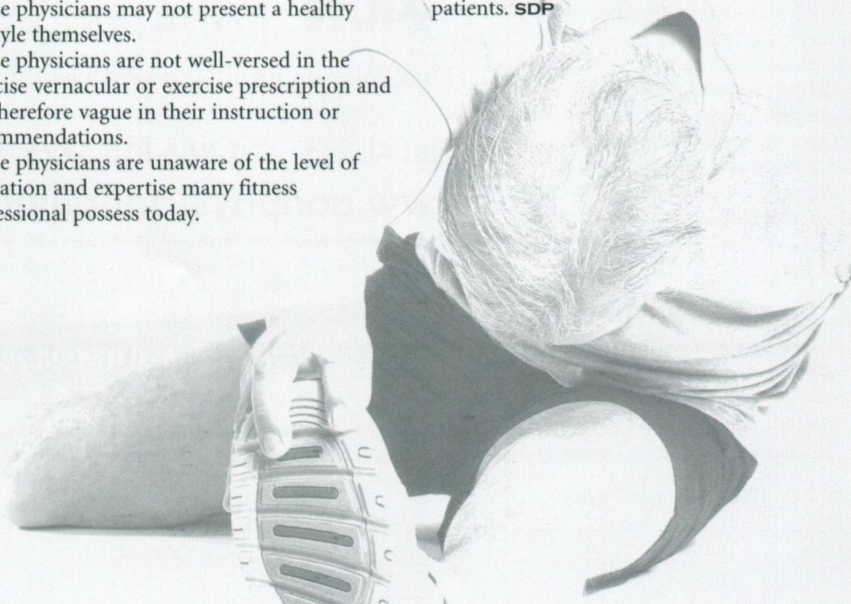 e physicians may not present a healthy
yle themselves.
e physicians are not well-versed in the
cise vernacular or exercise prescription and
herefore vague in their instruction or
mmendations.
e physicians are unaware of the level of
ation and expertise many fitness
essional possess today.
patients. SDP